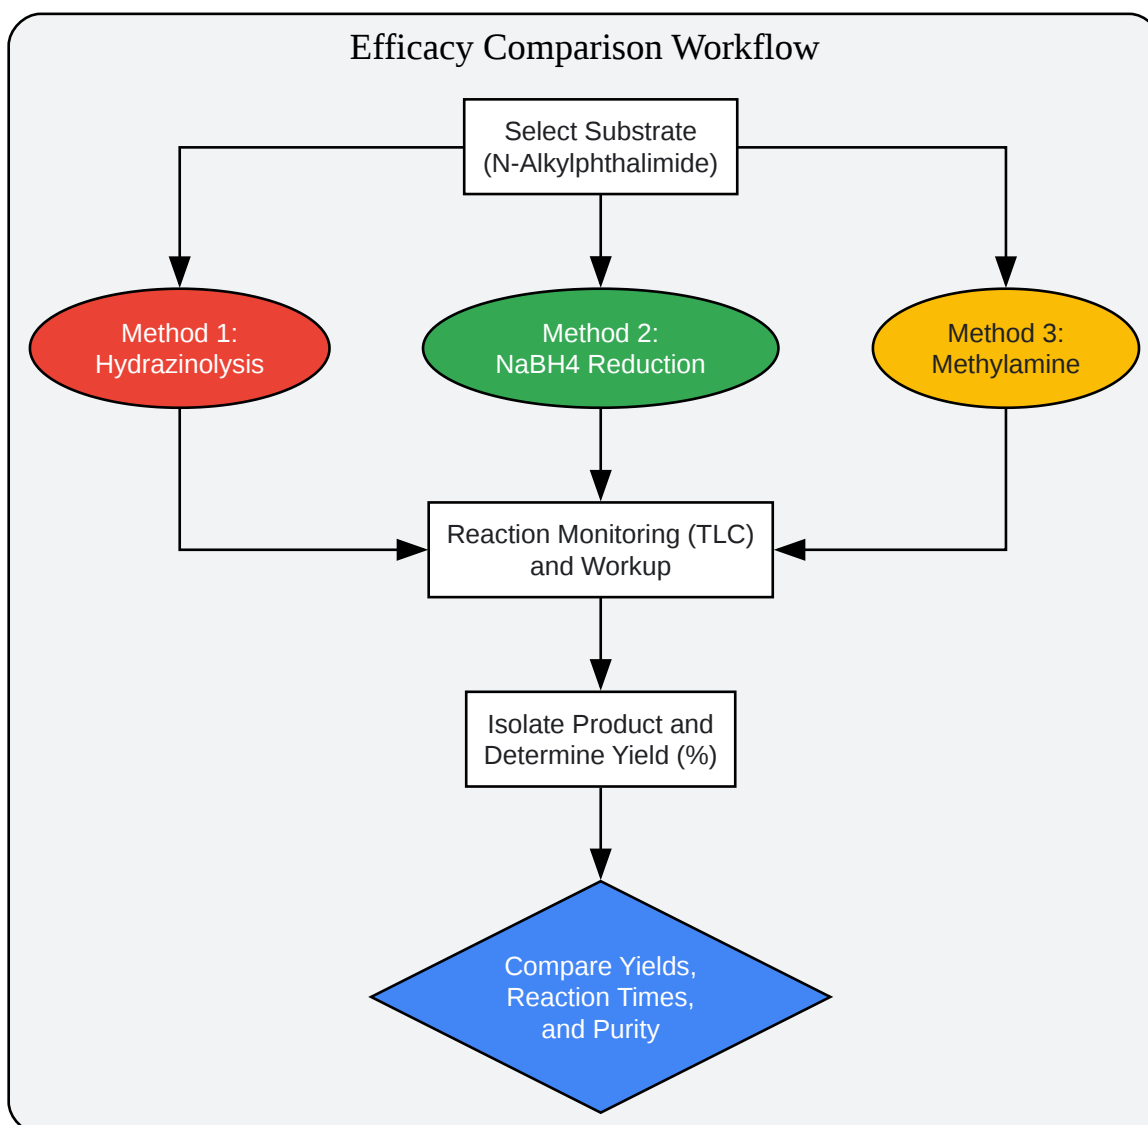 Efficacy Comparison Workflow
Select Substrate
(N-Alkylphthalimide)
Method 1:
Hydrazinolysis
Method 2:
NaBH4 Reduction
Method 3:
Methylamine
Reaction Monitoring (TLC)
and Workup
Isolate Product and
Determine Yield (%)
Compare Yields,
Reaction Times,
and Purity